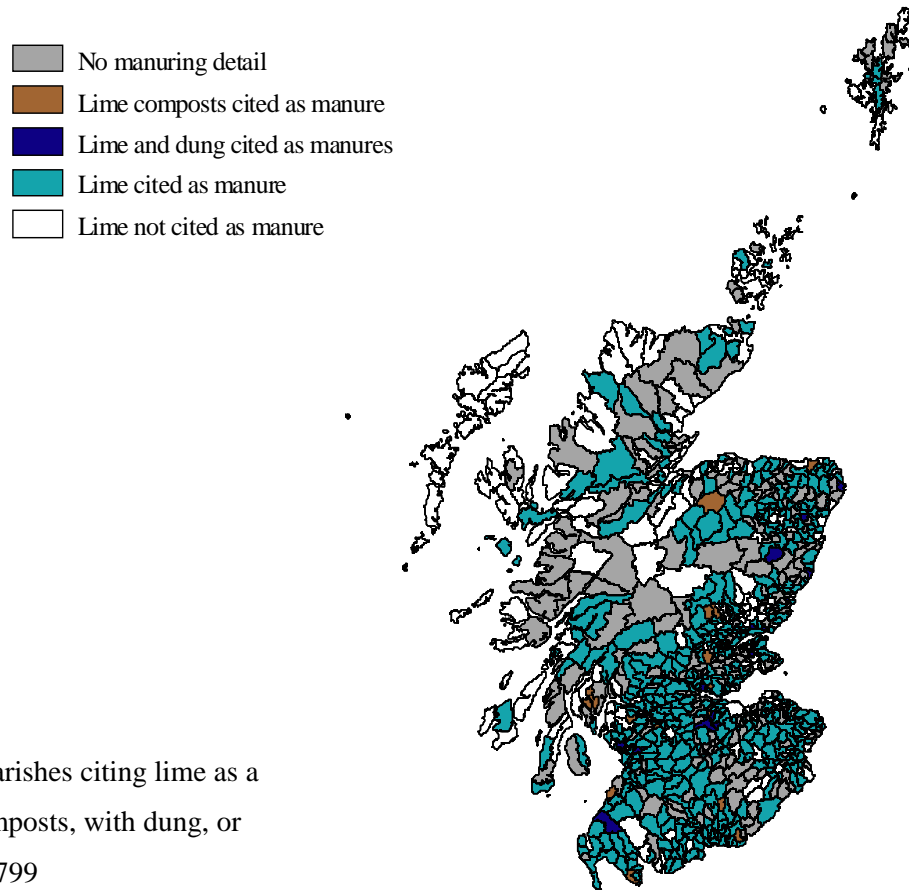 No manuring detail
Lime composts cited as manure
Lime and dung cited as manures
Lime cited as manure
Lime not cited as manure
arishes citing lime as a
nposts, with dung, or
799